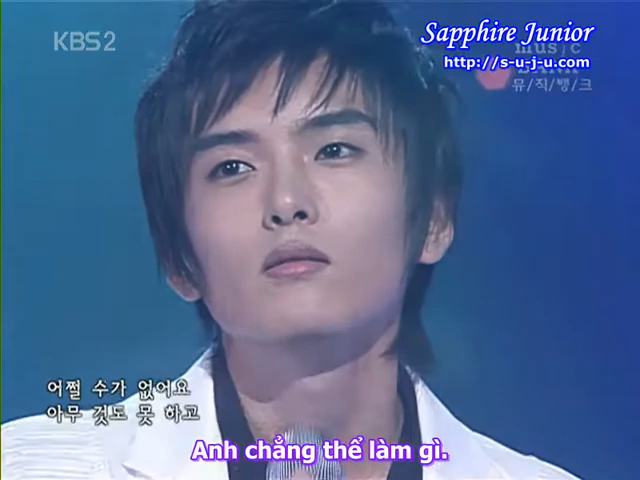 KBS2
Sapphire Junior
http://s-u-j-u.com
music
BANK
뮤/직/뱅/크
어쩔 수가 없어요
아무 것도 못 하고
Anh chẳng thể làm gì.